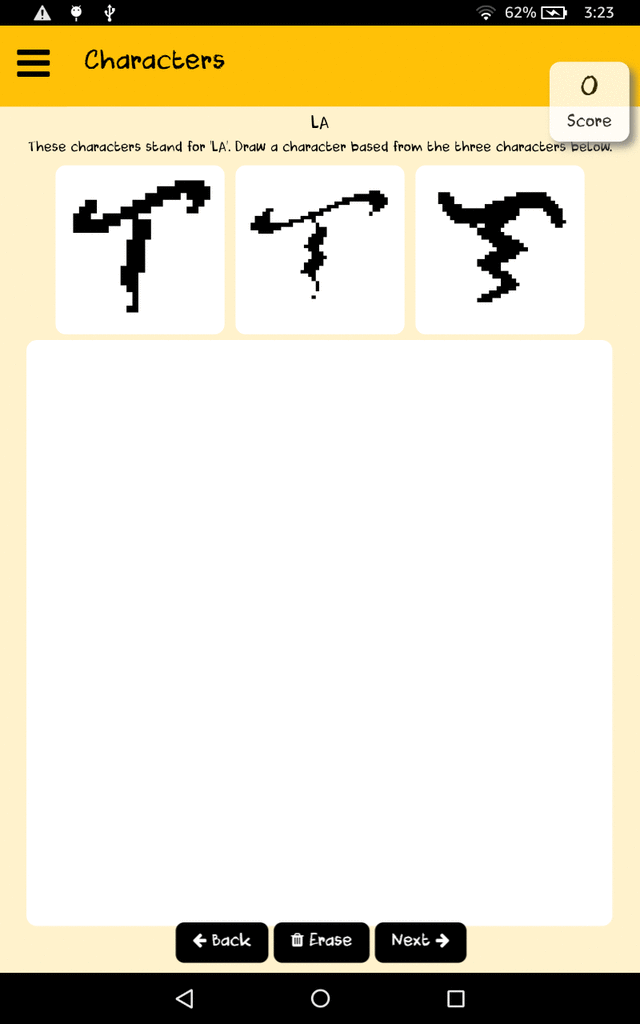 62% 3:23
Characters
0
Score
LA
These characters stand for 'LA'. Draw a character based from the three characters below.
Back Erase Next